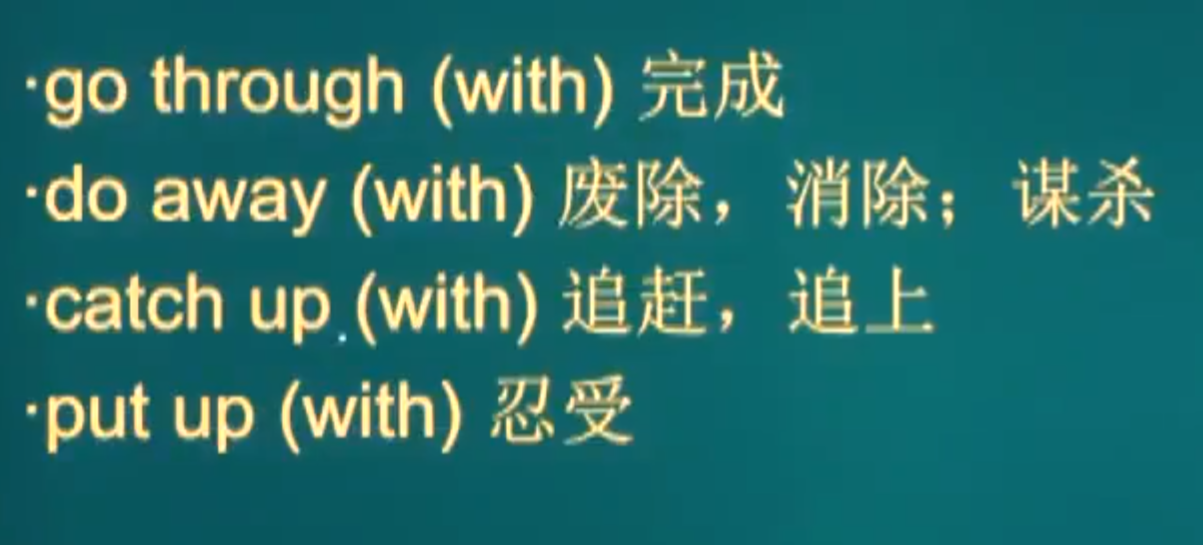 ·go through (with) 完成
·do away (with) 废除，消除；谋杀
·catch up (with) 追赶，追上
·put up (with) 忍受